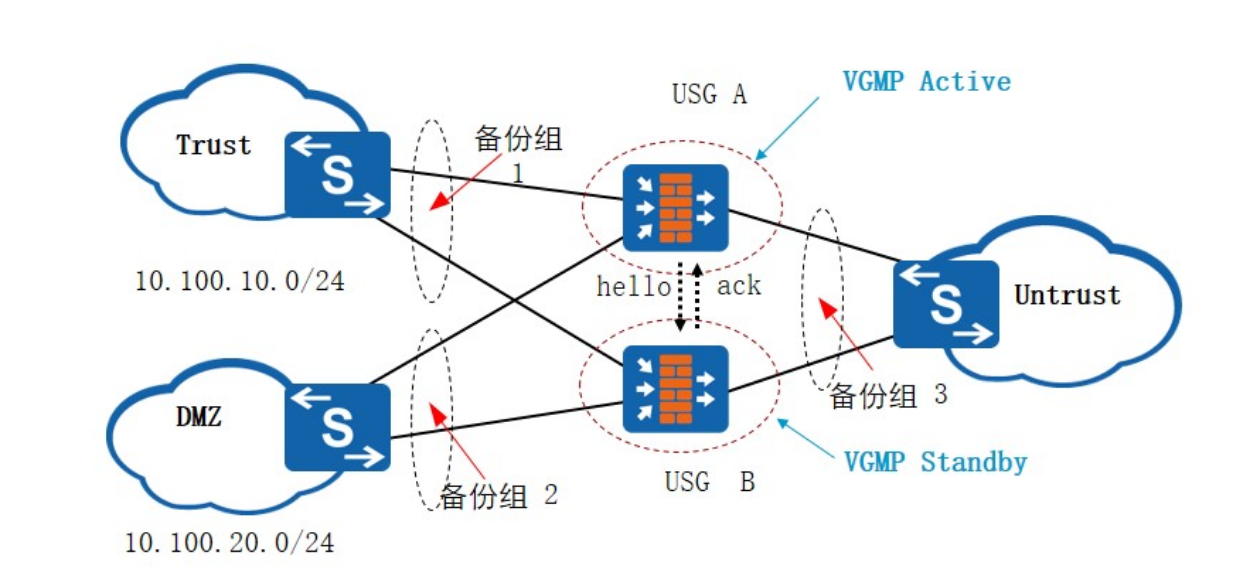 VGMP Active
USG A
备份组
1
Trust
S
10.100.10.0/24
hello
ack
S
Untrust
备份组 3
DMZ
S
VGMP Standby
USG B
备份组 2
10.100.20.0/24